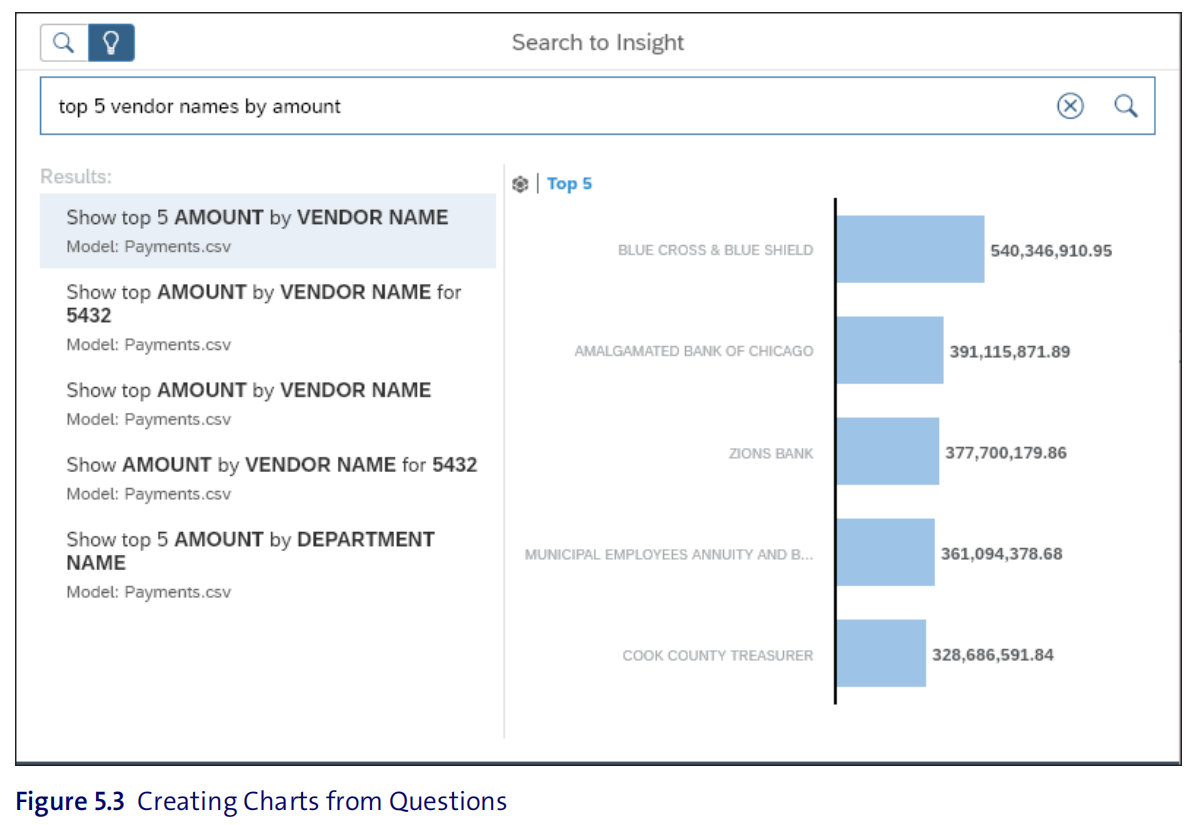 Search to Insight
top 5 vendor names by amount
Results:
Show top 5 AMOUNT by VENDOR NAME
Model: Payments.csv
Show top AMOUNT by VENDOR NAME for
5432
Model: Payments.csv
Show top AMOUNT by VENDOR NAME
Model: Payments.csv
Show AMOUNT by VENDOR NAME for 5432
Model: Payments.csv
Show top 5 AMOUNT by DEPARTMENT
NAME
Model: Payments.csv
Top 5
BLUE CROSS & BLUE SHIELD 540,346,910.95
AMALGAMATED BANK OF CHICAGO 391,115,871.89
ZIONS BANK 377,700,179.86
MUNICIPAL EMPLOYEES ANNUITY AND B... 361,094,378.68
COOK COUNTY TREASURER 328,686,591.84
Figure 5.3 Creating Charts from Questions